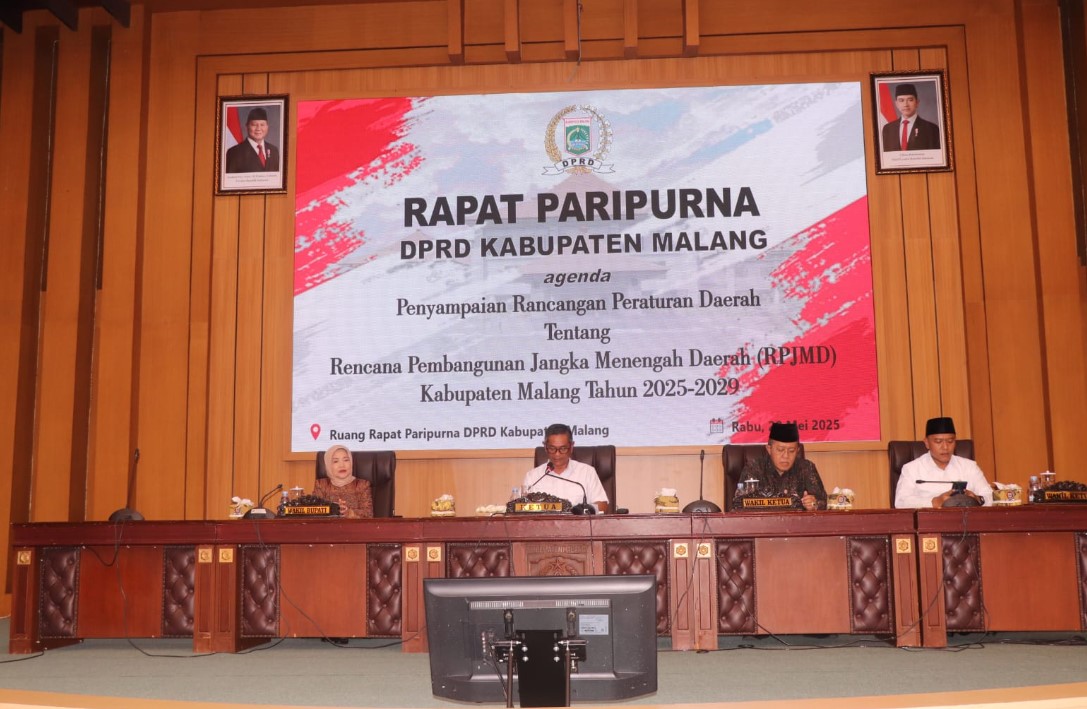 DPRD
RAPAT PARIPURNA
DPRD KABUPATEN MALANG
agenda
Penyampaian Rancangan Peraturan Daerah
Tentang
Rencana Pembangunan Jangka Menengah Daerah (RPJMD)
Kabupaten Malang Tahun 2025-2029
Ruang Rapat Paripurna DPRD Kabupaten Malang
Rabu, Mei 2025
WAKIL BUPATI
KETUA
WAKIL KETUA
WAKIL KETUA